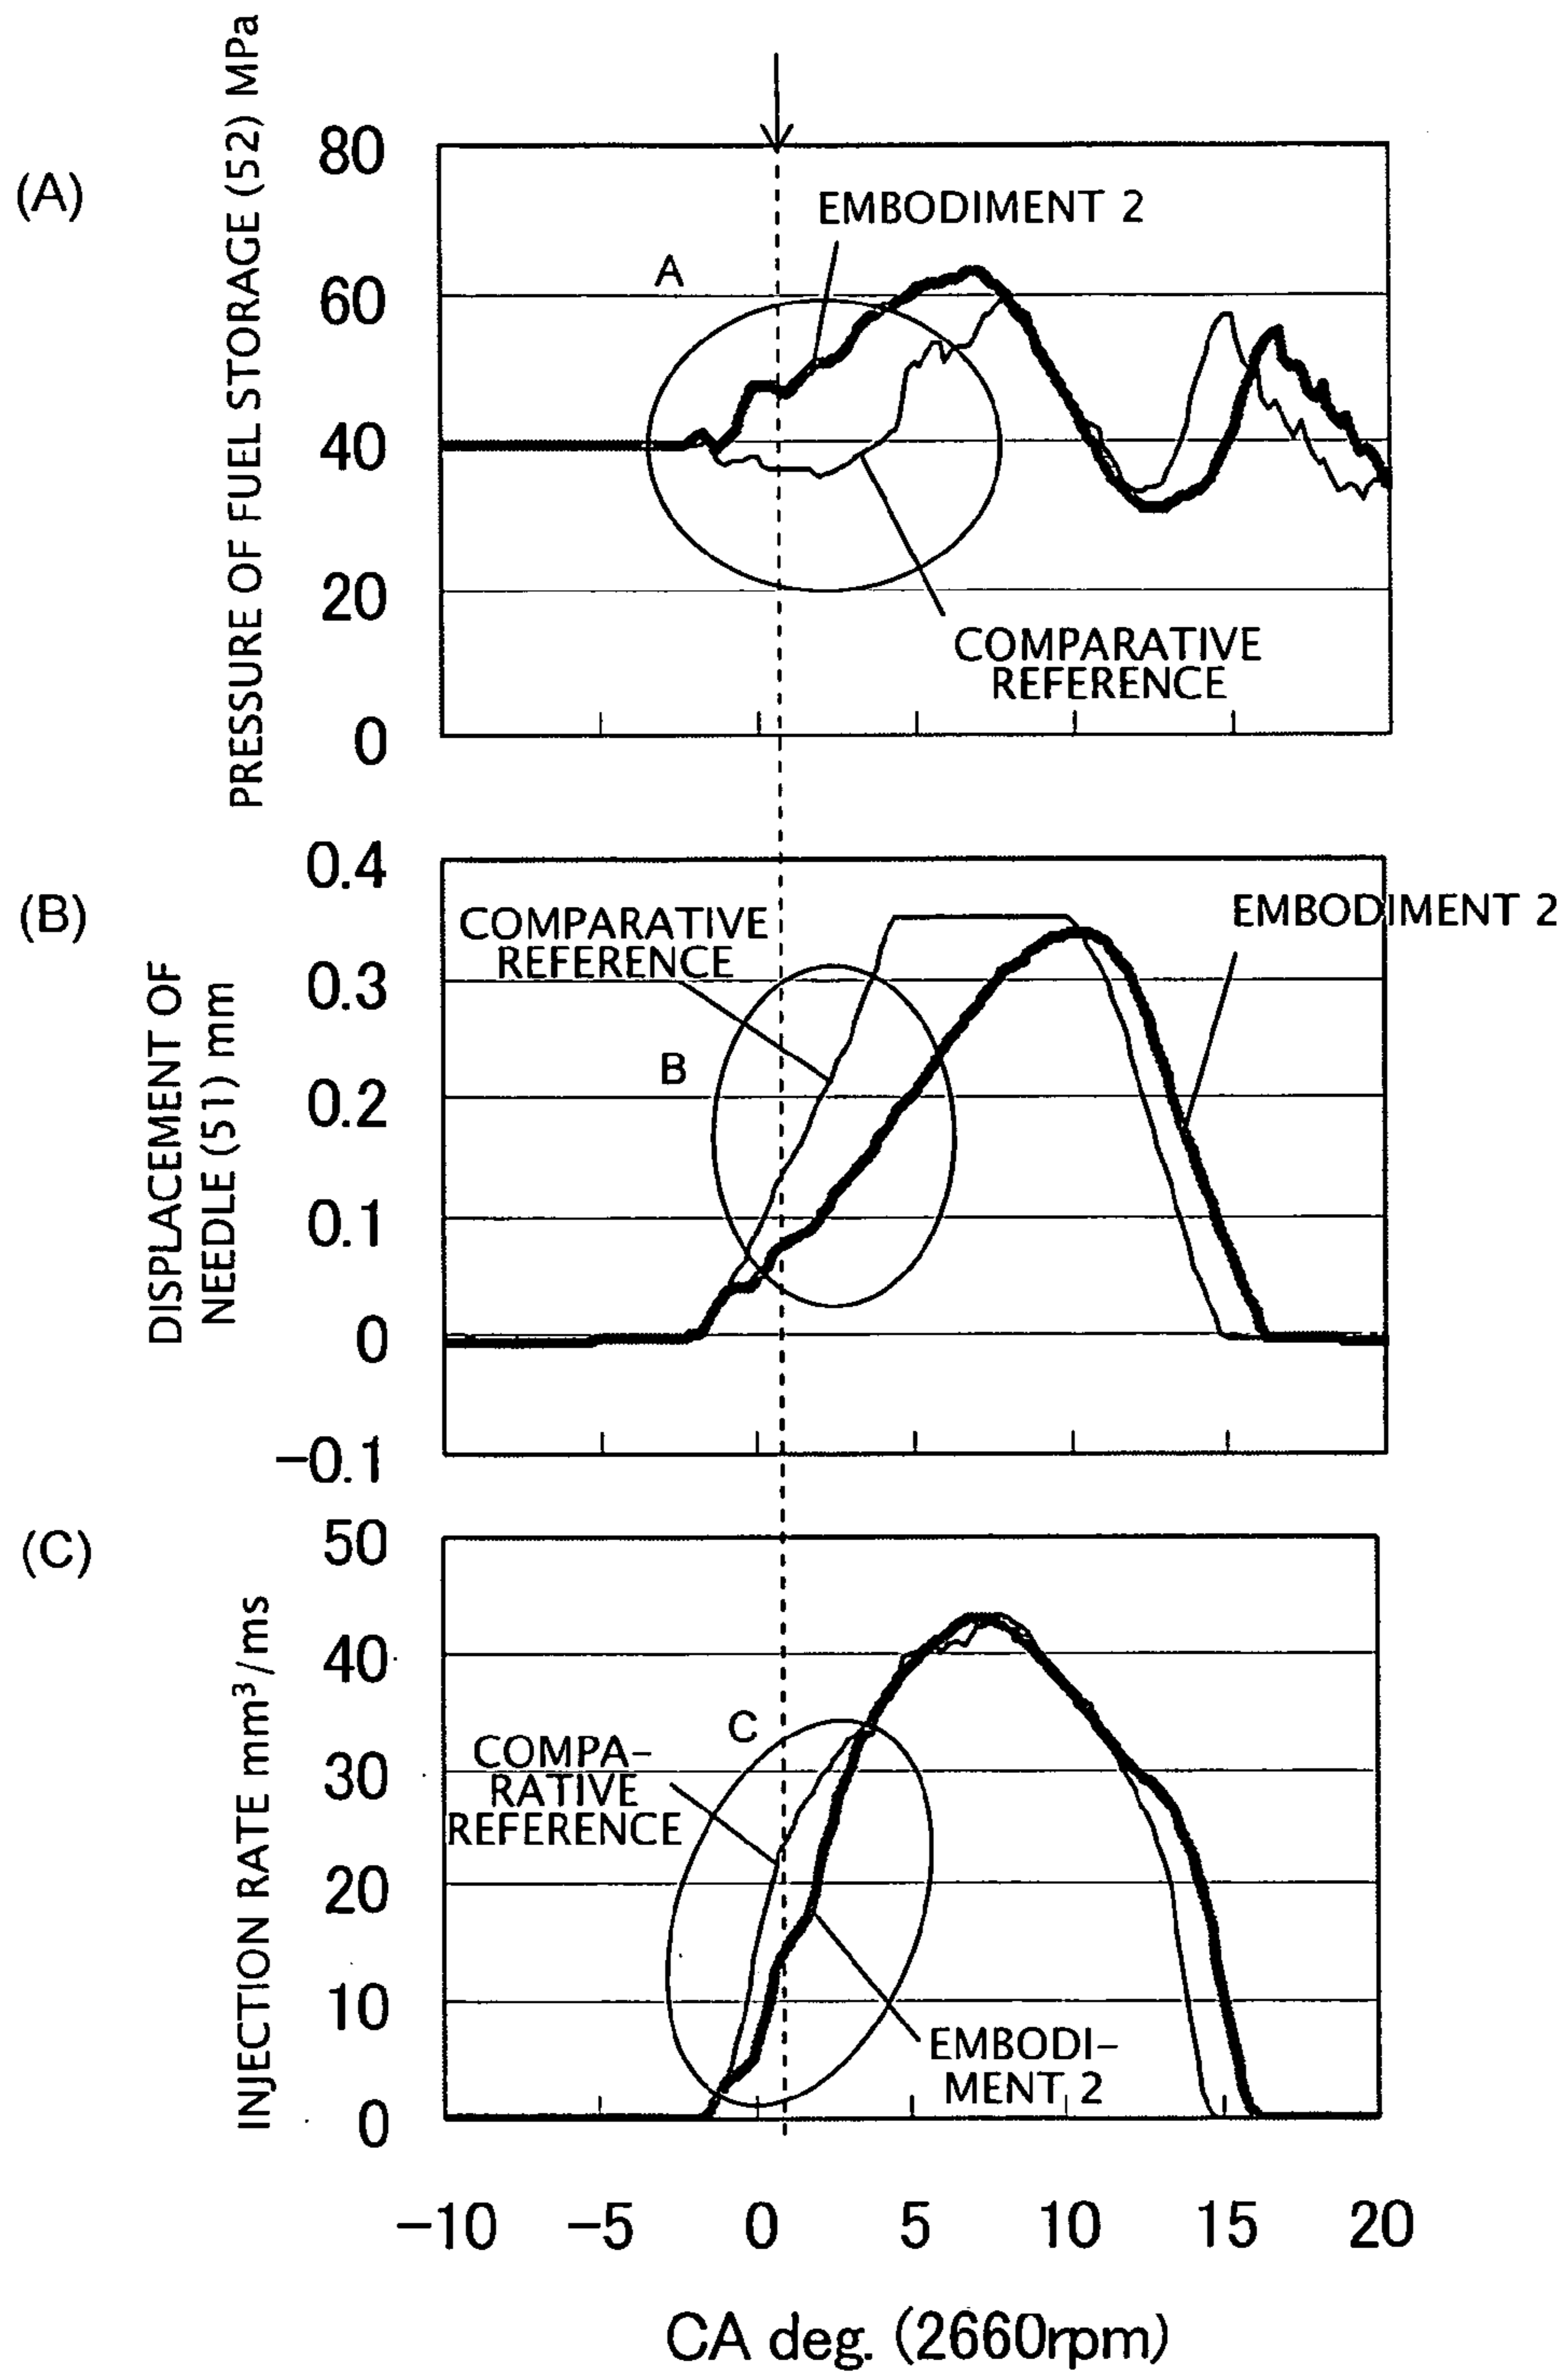 (A)
PRESSURE OF FUEL STORAGE (52) MPa
80
60
40
20
0
EMBODIMENT 2
A
COMPARATIVE
REFERENCE
(B)
DISPLACEMENT OF
NEEDLE (51) mm
0.4
0.3
0.2
0.1
0
−0.1
COMPARATIVE
REFERENCE
EMBODIMENT 2
B
(C)
INJECTION RATE mm³/ms
50
40
30
20
10
0
C
COMPA−
RATIVE
REFERENCE
EMBODI−
MENT 2
−10 −5 0 5 10 15 20
CA deg. (2660rpm)